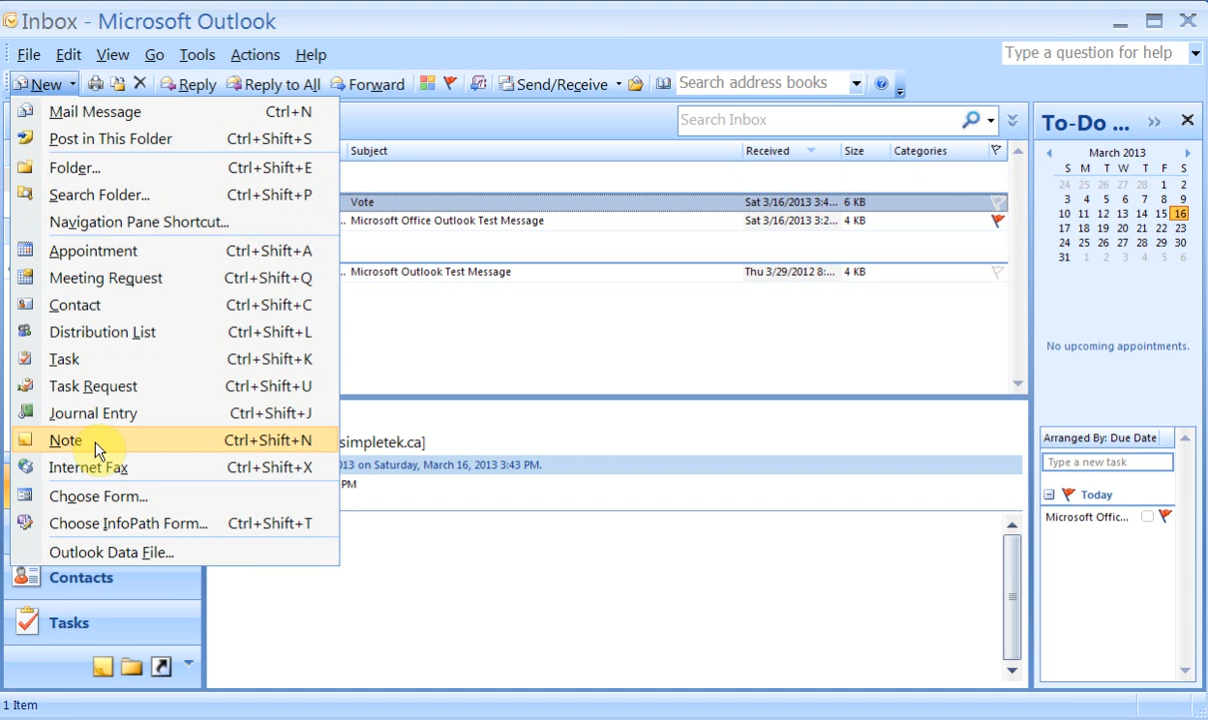 Inbox - Microsoft Outlook
File Edit View Go Tools Actions Help
Type a question for help
New Reply Reply to All Forward Send/Receive Search address books
Mail Message Ctrl+N
Post in This Folder Ctrl+Shift+S
Folder... Ctrl+Shift+E
Search Folder... Ctrl+Shift+P
Navigation Pane Shortcut...
Appointment Ctrl+Shift+A
Meeting Request Ctrl+Shift+Q
Contact Ctrl+Shift+C
Distribution List Ctrl+Shift+L
Task Ctrl+Shift+K
Task Request Ctrl+Shift+U
Journal Entry Ctrl+Shift+J
Note Ctrl+Shift+N
Internet Fax Ctrl+Shift+X
Choose Form...
Choose InfoPath Form... Ctrl+Shift+T
Outlook Data File...
Contacts
Tasks
Search Inbox
Subject Received Size Categories
Vote Sat 3/16/2013 3:4... 6 KB
... Microsoft Office Outlook Test Message Sat 3/16/2013 3:2... 4 KB
... Microsoft Outlook Test Message Thu 3/29/2012 8:... 4 KB
simpletek.ca]
013 on Saturday, March 16, 2013 3:43 PM.
PM
To-Do ...
March 2013
S M T W T F S
24 25 26 27 28 1 2
3 4 5 6 7 8 9
10 11 12 13 14 15 16
17 18 19 20 21 22 23
24 25 26 27 28 29 30
31 1 2 3 4 5 6
No upcoming appointments.
Arranged By: Due Date
Type a new task
Today
Microsoft Offic...
1 Item